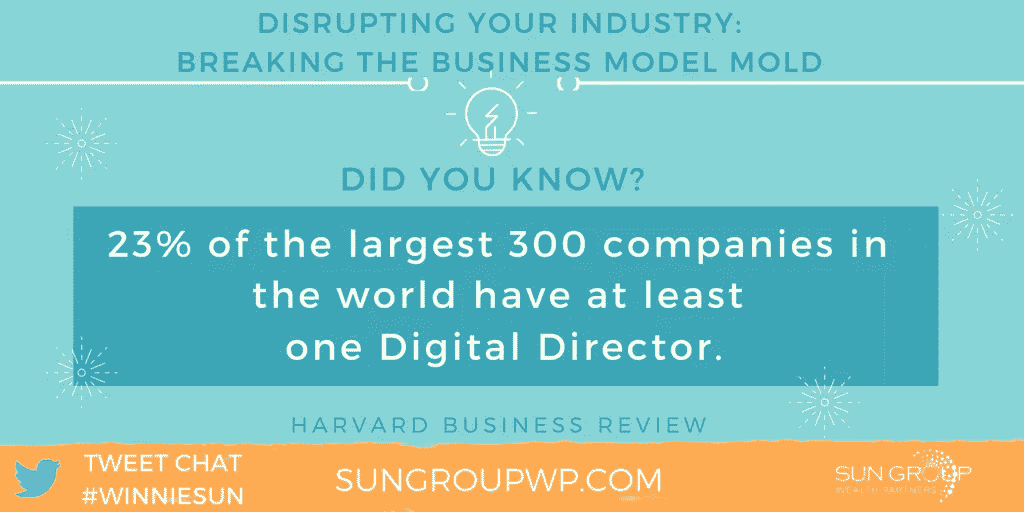 DISRUPTING YOUR INDUSTRY:
BREAKING THE BUSINESS MODEL MOLD
DID YOU KNOW?
23% of the largest 300 companies in
the world have at least
one Digital Director.
HARVARD BUSINESS REVIEW
TWEET CHAT
#WINNIESUN
SUNGROUPWP.COM
SUN GROUP
WEALTH PARTNERS